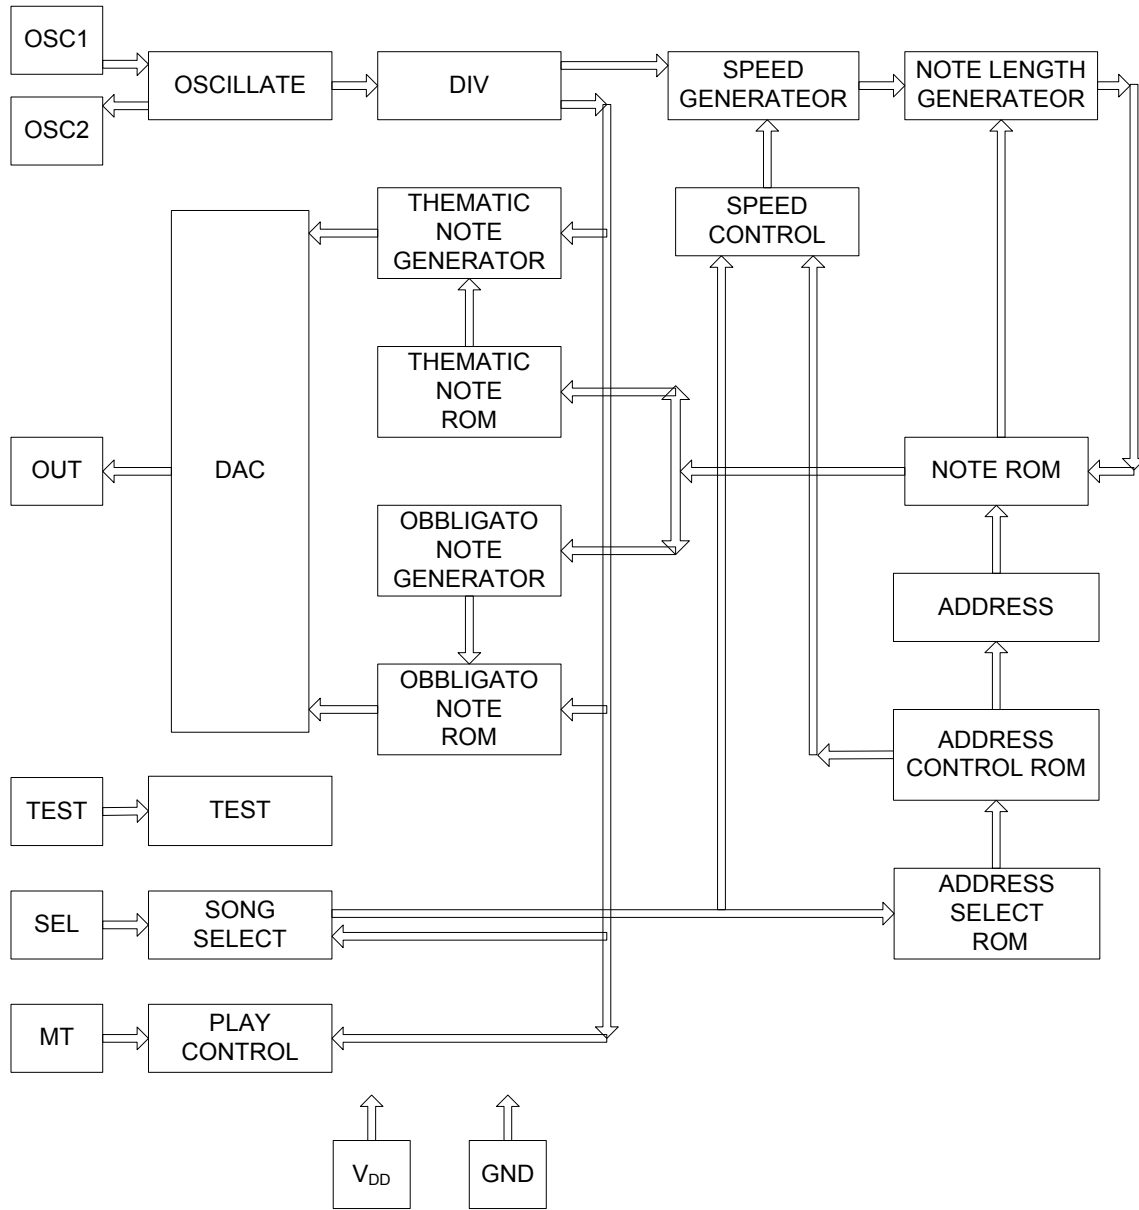 OSC1
OSC2
OSCILLATE
DIV
SPEED
GENERATEOR
NOTE LENGTH
GENERATEOR
THEMATIC
NOTE
GENERATOR
SPEED
CONTROL
THEMATIC
NOTE
ROM
OUT
DAC
NOTE ROM
OBBLIGATO
NOTE
GENERATOR
ADDRESS
OBBLIGATO
NOTE
ROM
ADDRESS
CONTROL ROM
TEST
TEST
SEL
SONG
SELECT
ADDRESS
SELECT
ROM
MT
PLAY
CONTROL
VDD
GND